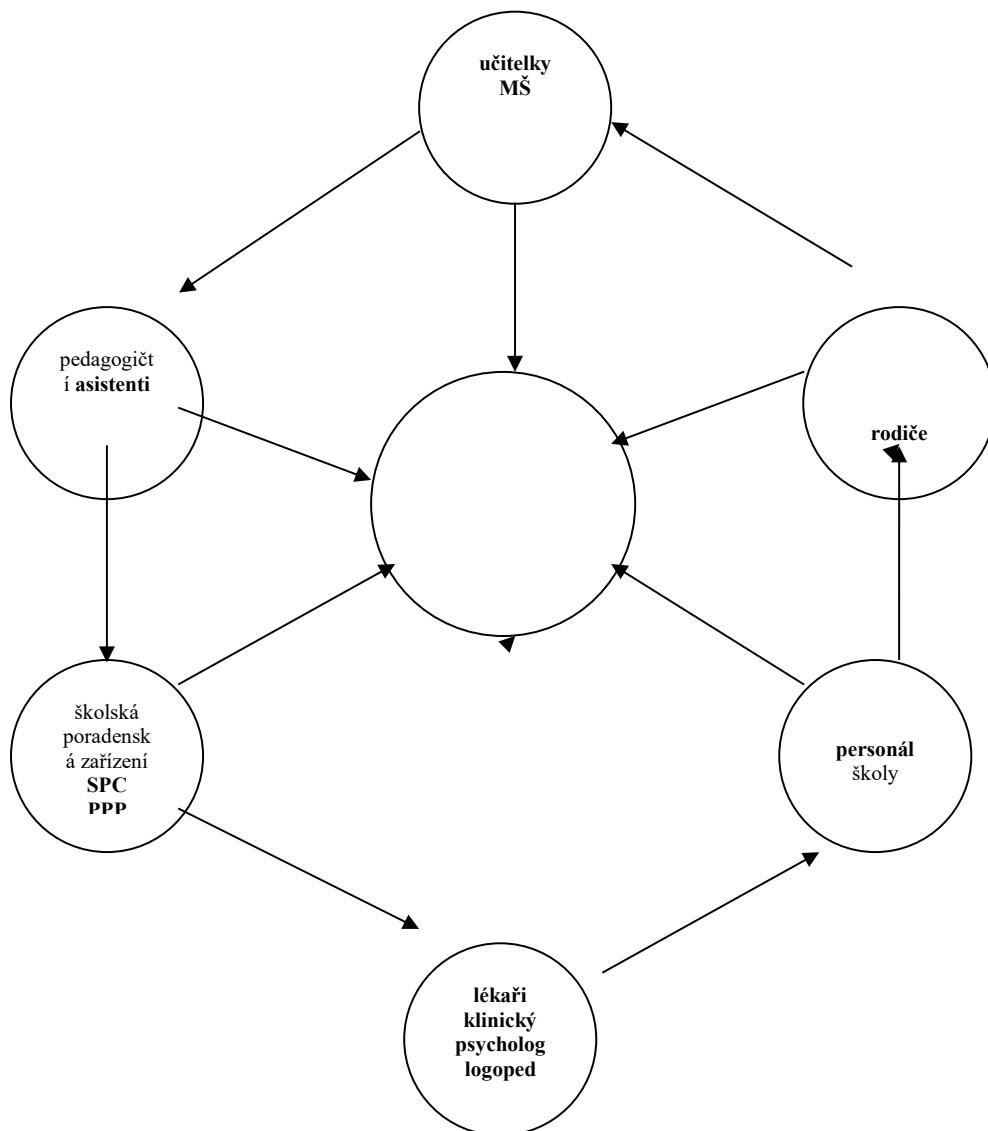 učitelky
MŠ
pedagogičt
í asistenti
rodiče
školská
poradensk
á zařízení
SPC
PPP
personál
školy
lékaři
klinický
psycholog
logoped